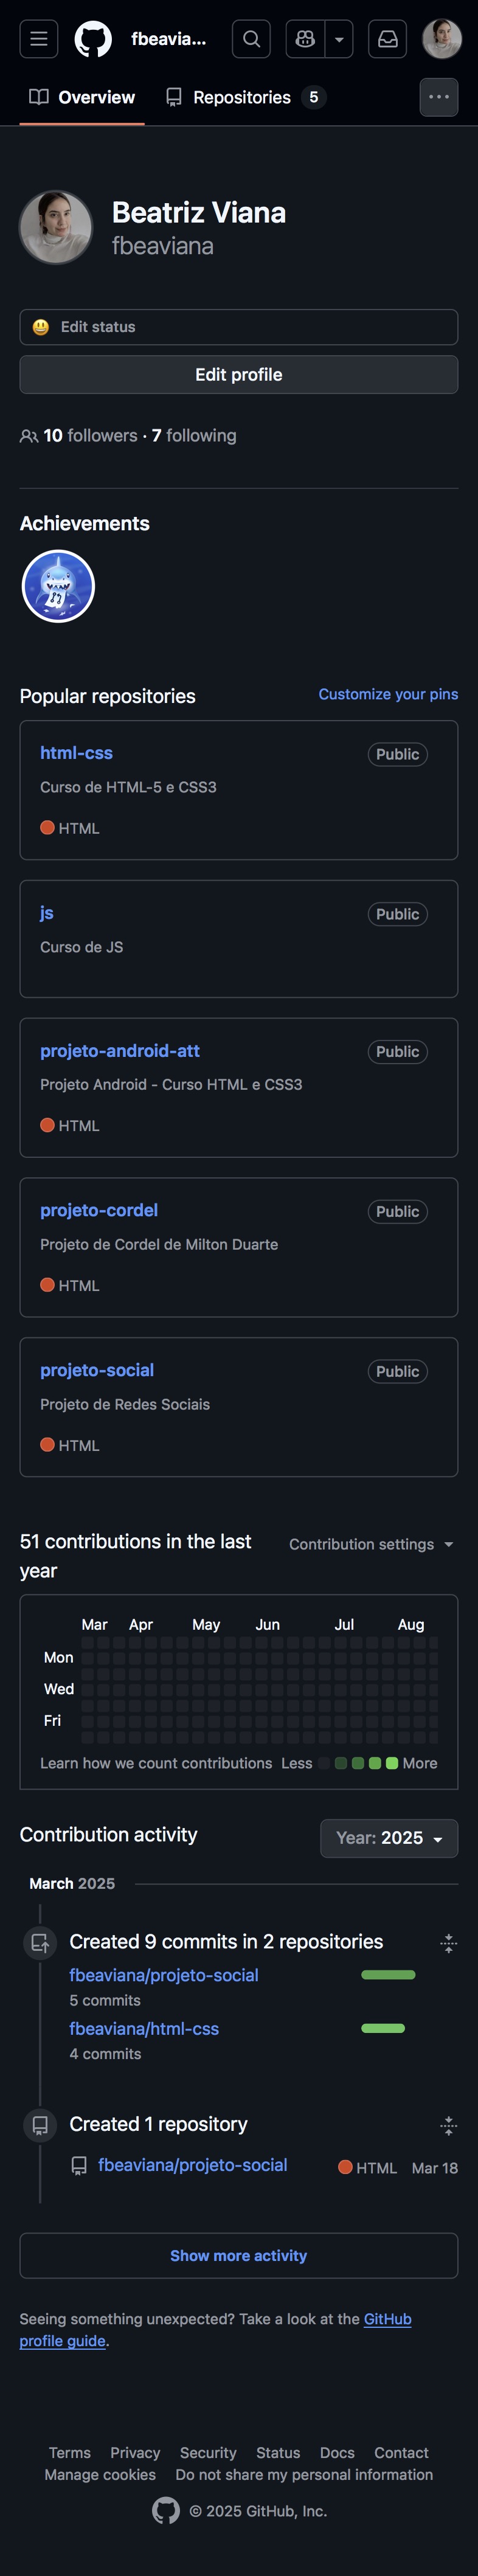 fbeavia...
Overview
Repositories 5
Beatriz Viana
fbeaviana
Edit status
Edit profile
10 followers · 7 following
Achievements
Popular repositories
Customize your pins
html-css
Public
Curso de HTML-5 e CSS3
HTML
js
Public
Curso de JS
projeto-android-att
Public
Projeto Android - Curso HTML e CSS3
HTML
projeto-cordel
Public
Projeto de Cordel de Milton Duarte
HTML
projeto-social
Public
Projeto de Redes Sociais
HTML
51 contributions in the last
year
Contribution settings
Mar Apr May Jun Jul Aug
Mon
Wed
Fri
Learn how we count contributions Less More
Contribution activity
Year: 2025
March 2025
Created 9 commits in 2 repositories
fbeaviana/projeto-social
5 commits
fbeaviana/html-css
4 commits
Created 1 repository
fbeaviana/projeto-social HTML Mar 18
Show more activity
Seeing something unexpected? Take a look at the GitHub
profile guide.
Terms Privacy Security Status Docs Contact
Manage cookies Do not share my personal information
© 2025 GitHub, Inc.